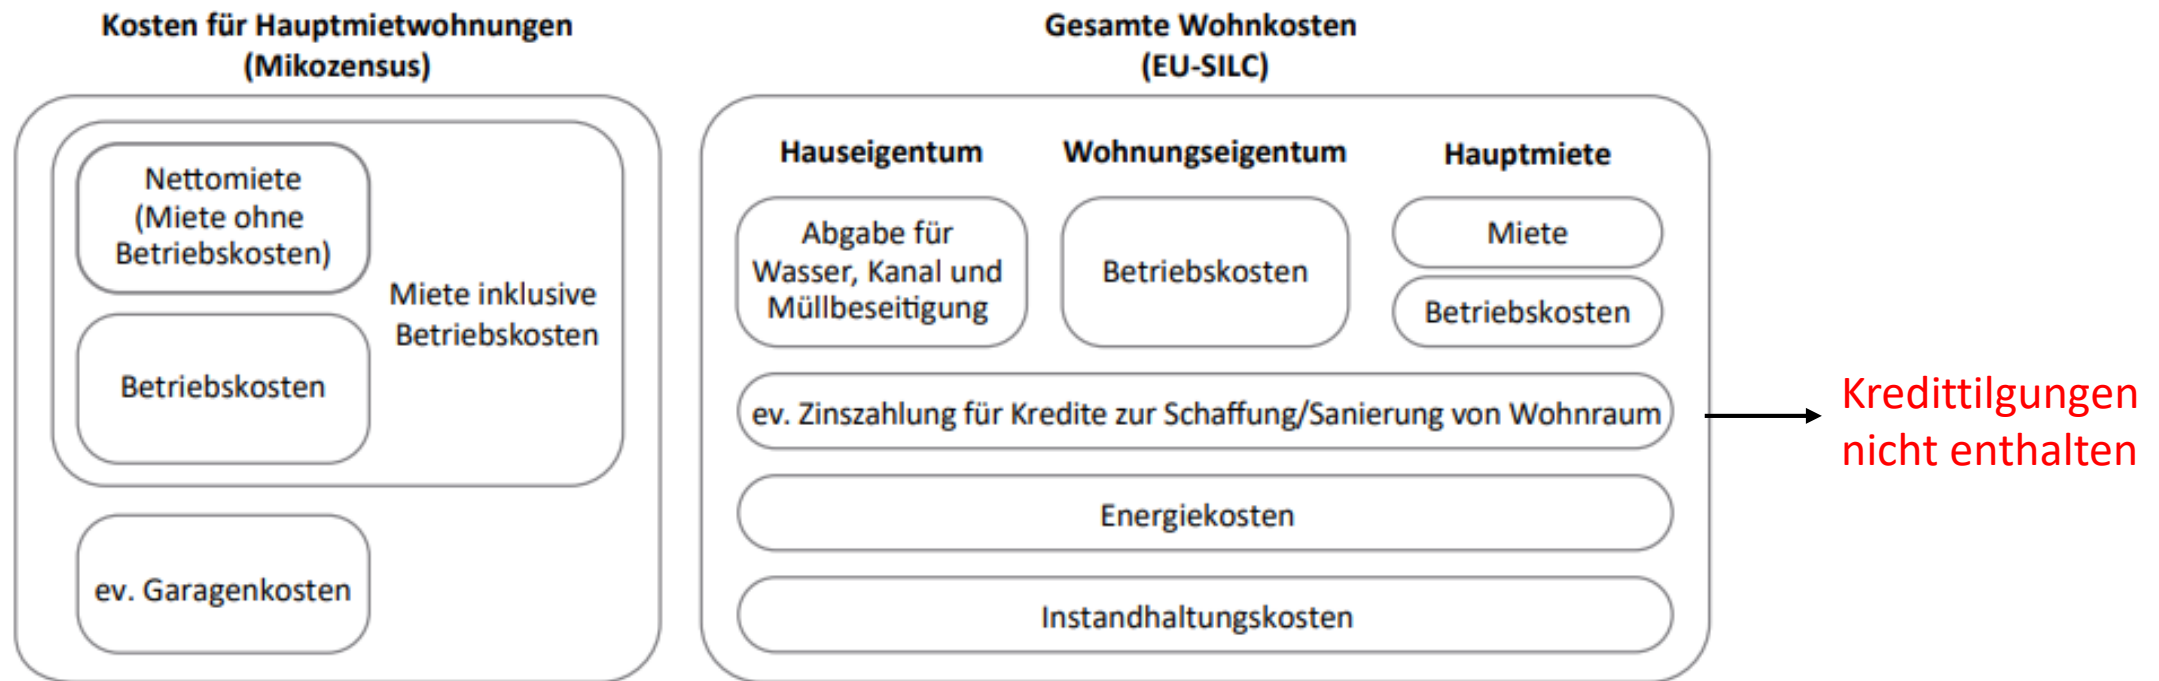 Kosten für Hauptmietwohnungen
(Mikozensus)
Nettomiete
(Miete ohne
Betriebskosten)
Miete inklusive
Betriebskosten
Betriebskosten
ev. Garagenkosten
Gesamte Wohnkosten
(EU-SILC)
Hauseigentum
Wohnungseigentum
Hauptmiete
Abgabe für
Wasser, Kanal und
Müllbeseitigung
Betriebskosten
Miete
Betriebskosten
ev. Zinszahlung für Kredite zur Schaffung/Sanierung von Wohnraum
Energiekosten
Instandhaltungskosten
Kredittilgungen
nicht enthalten